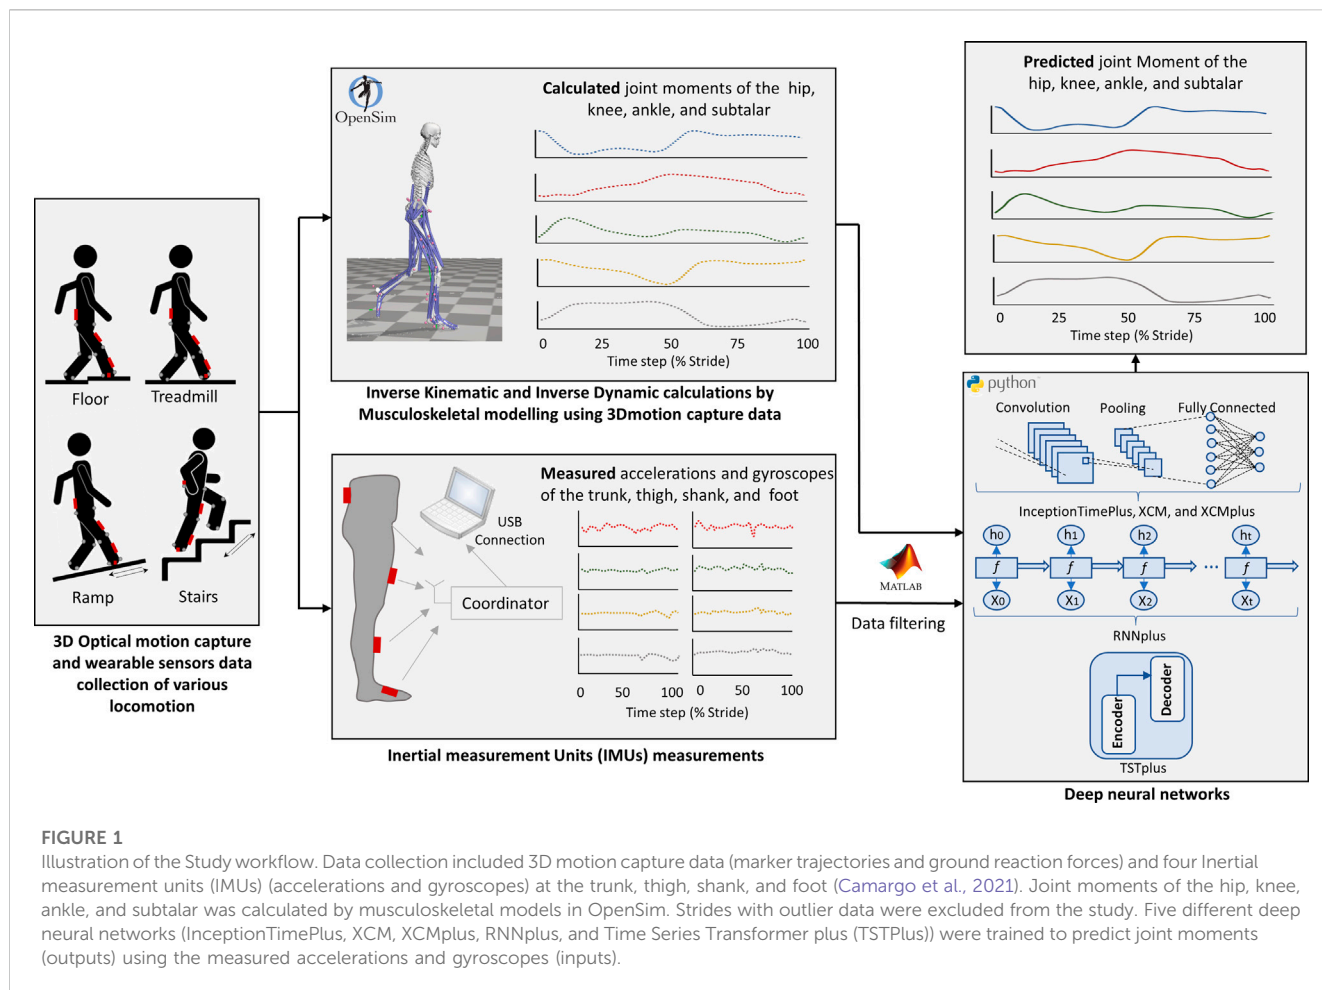 OpenSim
Calculated joint moments of the hip,
knee, ankle, and subtalar
0 25 50 75 100
Time step (% Stride)
Inverse Kinematic and Inverse Dynamic calculations by
Musculoskeletal modelling using 3Dmotion capture data
Floor
Treadmill
Ramp
Stairs
3D Optical motion capture
and wearable sensors data
collection of various
locomotion
Measured accelerations and gyroscopes
of the trunk, thigh, shank, and foot
USB
Connection
Coordinator
0 50 100
0 50 100
Time step (% Stride)
Inertial measurement Units (IMUs) measurements
MATLAB
Data filtering
Predicted joint Moment of the
hip, knee, ankle, and subtalar
0 25 50 75 100
Time step (% Stride)
python™
Convolution
Pooling
Fully Connected
InceptionTimePlus, XCM, and XCMplus
h0 h1 h2 ht
f f f ... f
X0 X1 X2 Xt
RNNplus
Encoder
Decoder
TSTplus
Deep neural networks
FIGURE 1
Illustration of the Study workflow. Data collection included 3D motion capture data (marker trajectories and ground reaction forces) and four Inertial
measurement units (IMUs) (accelerations and gyroscopes) at the trunk, thigh, shank, and foot (Camargo et al., 2021). Joint moments of the hip, knee,
ankle, and subtalar was calculated by musculoskeletal models in OpenSim. Strides with outlier data were excluded from the study. Five different deep
neural networks (InceptionTimePlus, XCM, XCMplus, RNNplus, and Time Series Transformer plus (TSTPlus)) were trained to predict joint moments
(outputs) using the measured accelerations and gyroscopes (inputs).